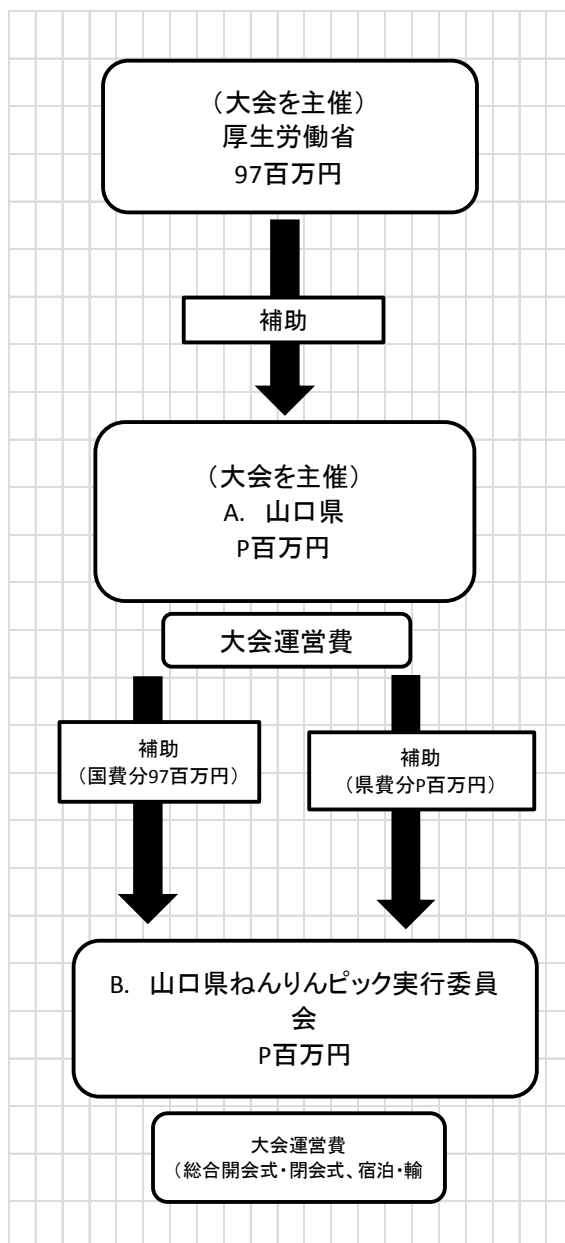 （大会を主催）
厚生労働省
97百万円
補助
（大会を主催）
A. 山口県
P百万円
大会運営費
補助
（国費分97百万円）
補助
（県費分P百万円）
B. 山口県ねんりんピック実行委員
会
P百万円
大会運営費
（総合開会式・閉会式、宿泊・輸